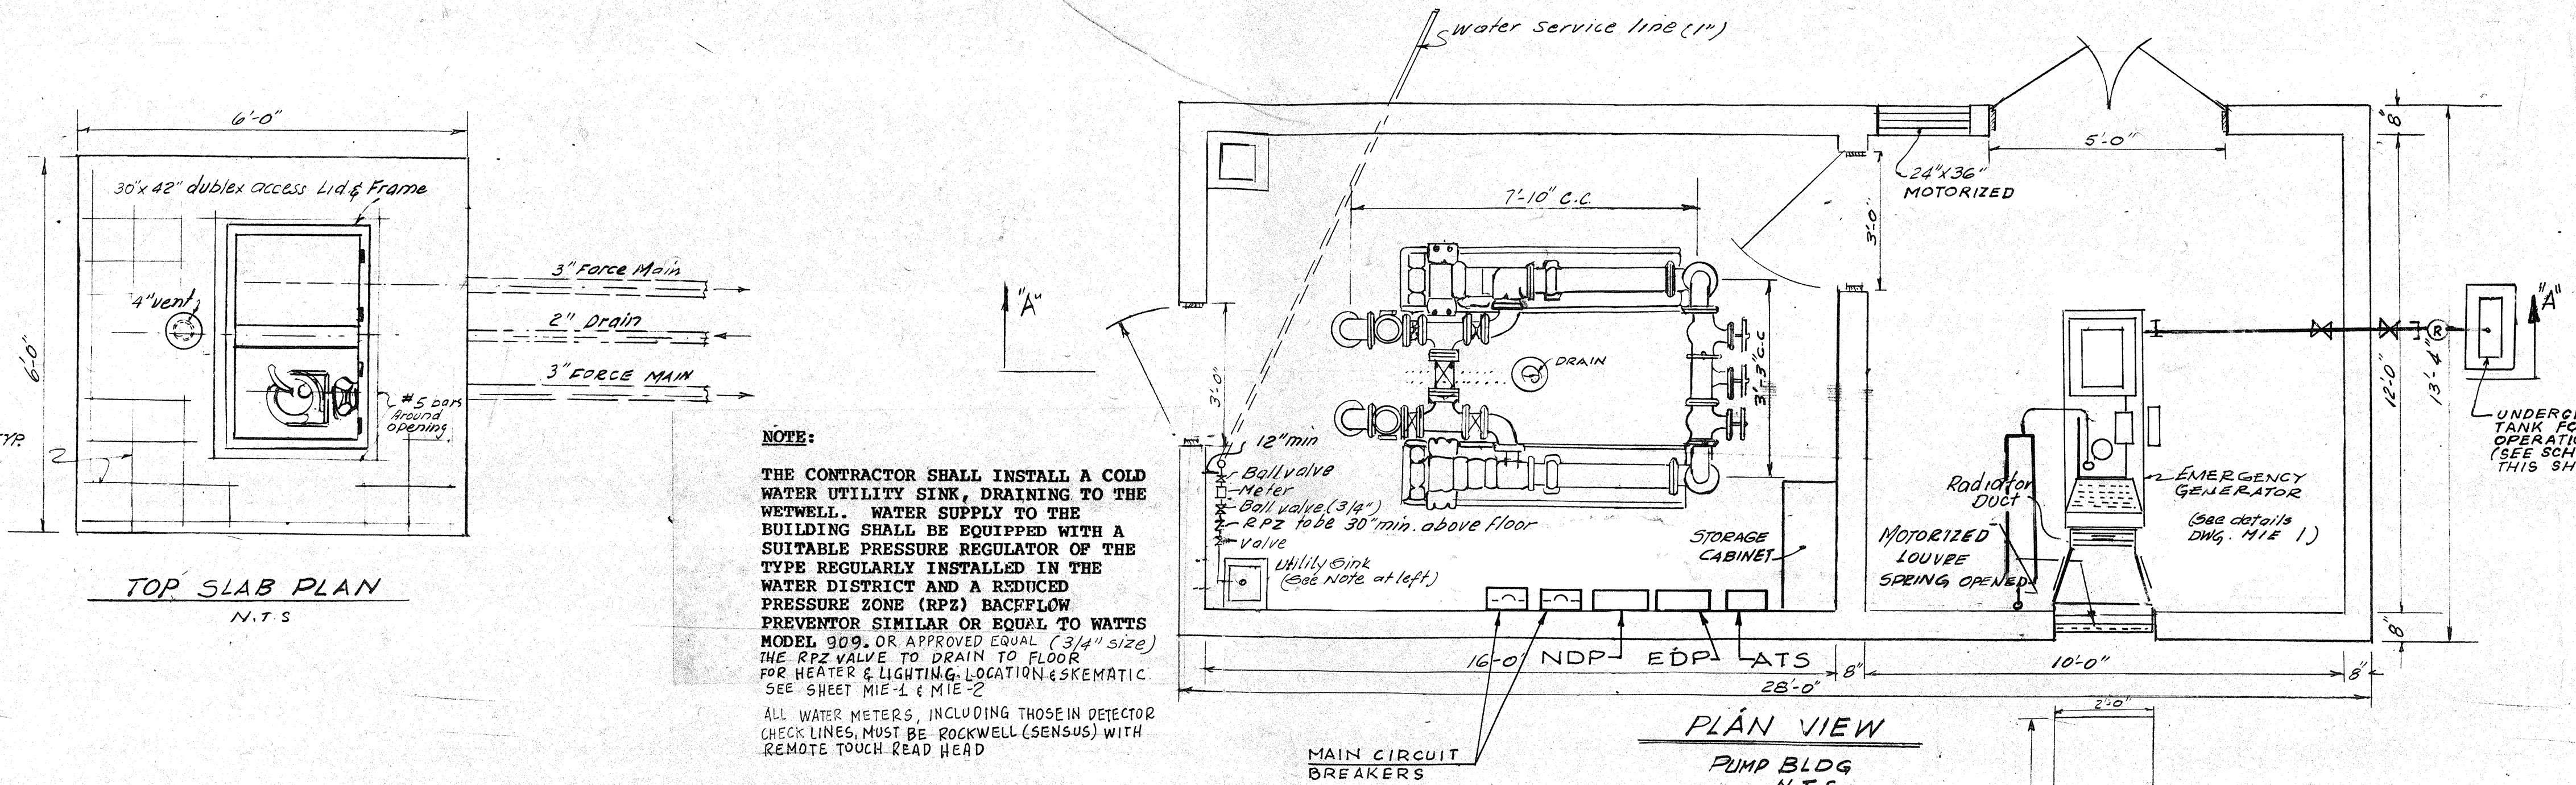 6'-0"
6'-0"
30"x 42" dublex access Lid & Frame
4" vent
#5 bars
Around
opening
TYP.
3" Force Main
2" Drain
3" FORCE MAIN
TOP SLAB PLAN
N.T.S
NOTE:
THE CONTRACTOR SHALL INSTALL A COLD
WATER UTILITY SINK, DRAINING TO THE
WETWELL. WATER SUPPLY TO THE
BUILDING SHALL BE EQUIPPED WITH A
SUITABLE PRESSURE REGULATOR OF THE
TYPE REGULARLY INSTALLED IN THE
WATER DISTRICT AND A REDUCED
PRESSURE ZONE (RPZ) BACKFLOW
PREVENTOR SIMILAR OR EQUAL TO WATTS
MODEL 909. OR APPROVED EQUAL (3/4" size)
THE RPZ VALVE TO DRAIN TO FLOOR
FOR HEATER & LIGHTING LOCATION & SKEMATIC
SEE SHEET MIE-1 & MIE-2
ALL WATER METERS, INCLUDING THOSE IN DETECTOR
CHECK LINES, MUST BE ROCKWELL (SENSUS) WITH
REMOTE TOUCH READ HEAD
Water service line (1")
"A"
7'-10" C.C.
3'-0"
24"X36"
MOTORIZED
5'-0"
8"
3'-0"
DRAIN
3'-3" C-C
12'-0"
13'-4"
R
"A"
12" min
Ball valve
Meter
Ball valve (3/4")
RPZ to be 30" min. above Floor
Valve
Utility Sink
(See Note at left)
STORAGE
CABINET
Radiator
Duct
MOTORIZED
LOUVRE
SPRING OPENED
EMERGENCY
GENERATOR
(See details
DWG. MIE 1)
TANK
THIS
8"
16-0'
NDP
EDP
ATS
8"
10'-0"
8"
28'-0"
2'-0"
MAIN CIRCUIT
BREAKERS
PLAN VIEW
PUMP BLDG
N.T.S